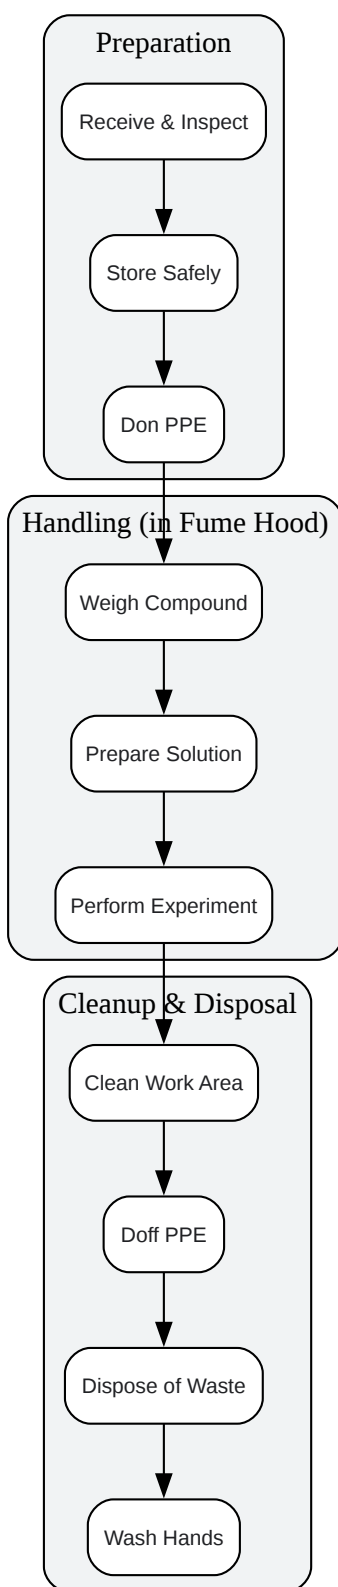 Preparation
Receive & Inspect
Store Safely
Don PPE
Handling (in Fume Hood)
Weigh Compound
Prepare Solution
Perform Experiment
Cleanup & Disposal
Clean Work Area
Doff PPE
Dispose of Waste
Wash Hands